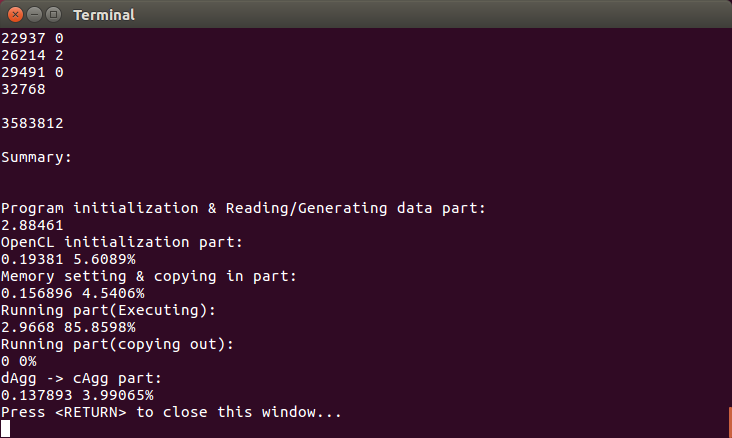 Terminal
22937 0
26214 2
29491 0
32768
3583812
Summary:
Program initialization & Reading/Generating data part:
2.88461
OpenCL initialization part:
0.19381 5.6089%
Memory setting & copying in part:
0.156896 4.5406%
Running part(Executing):
2.9668 85.8598%
Running part(copying out):
0 0%
dAgg -> cAgg part:
0.137893 3.99065%
Press <RETURN> to close this window...